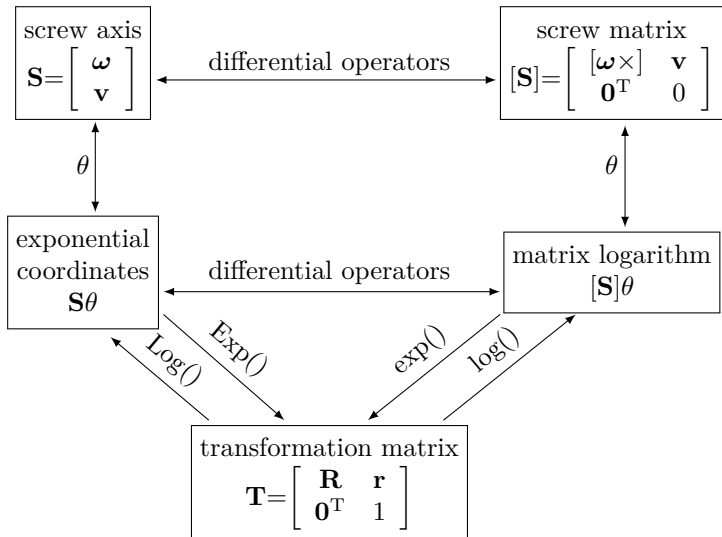 screw axis
𝐒=[ 𝝎 𝐯 ]
differential operators
screw matrix
[𝐒]=[ [𝝎×] 𝐯 𝟎ᵀ 0 ]
θ
θ
exponential
coordinates
𝐒θ
differential operators
matrix logarithm
[𝐒]θ
Log()
Exp()
exp()
log()
transformation matrix
𝐓=[ 𝐑 𝐫 𝟎ᵀ 1 ]